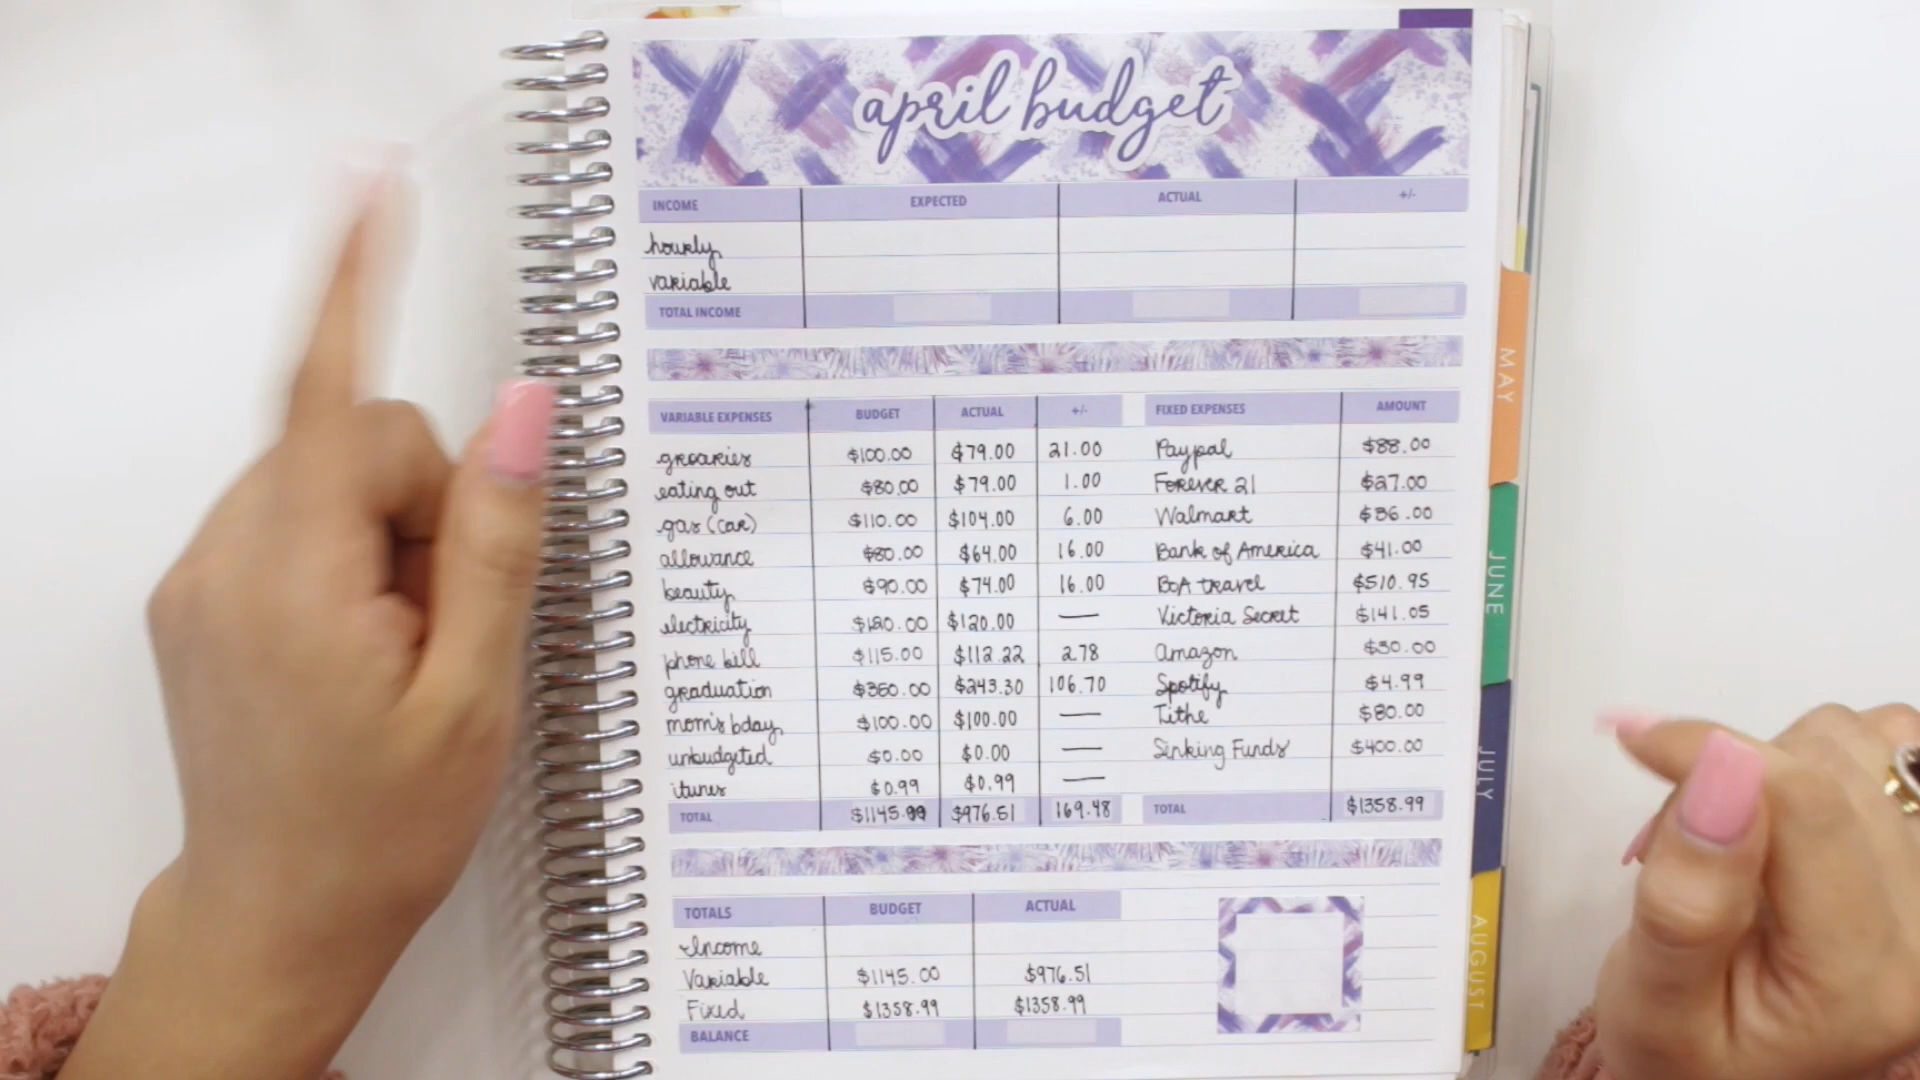 april budget
INCOME EXPECTED ACTUAL +/-
hourly
variable
TOTAL INCOME
VARIABLE EXPENSES BUDGET ACTUAL +/- FIXED EXPENSES AMOUNT
groceries $100.00 $79.00 21.00 Paypal $88.00
eating out $80.00 $79.00 1.00 Forever 21 $27.00
gas (car) $110.00 $104.00 6.00 Walmart $36.00
allowance $80.00 $64.00 16.00 Bank of America $41.00
beauty $90.00 $74.00 16.00 BoA travel $510.95
electricity $120.00 $120.00 — Victoria Secret $141.05
phone bill $115.00 $112.22 2.78 Amazon $30.00
graduation $350.00 $243.30 106.70 Spotify $4.99
mom's bday $100.00 $100.00 — Tithe $80.00
unbudgeted $0.00 $0.00 — Sinking Funds $400.00
itunes $0.99 $0.99 —
TOTAL $1145.99 $976.51 169.48 TOTAL $1358.99
TOTALS BUDGET ACTUAL
Income
Variable $1145.00 $976.51
Fixed $1358.99 $1358.99
BALANCE
MAY
JUNE
JULY
AUGUST